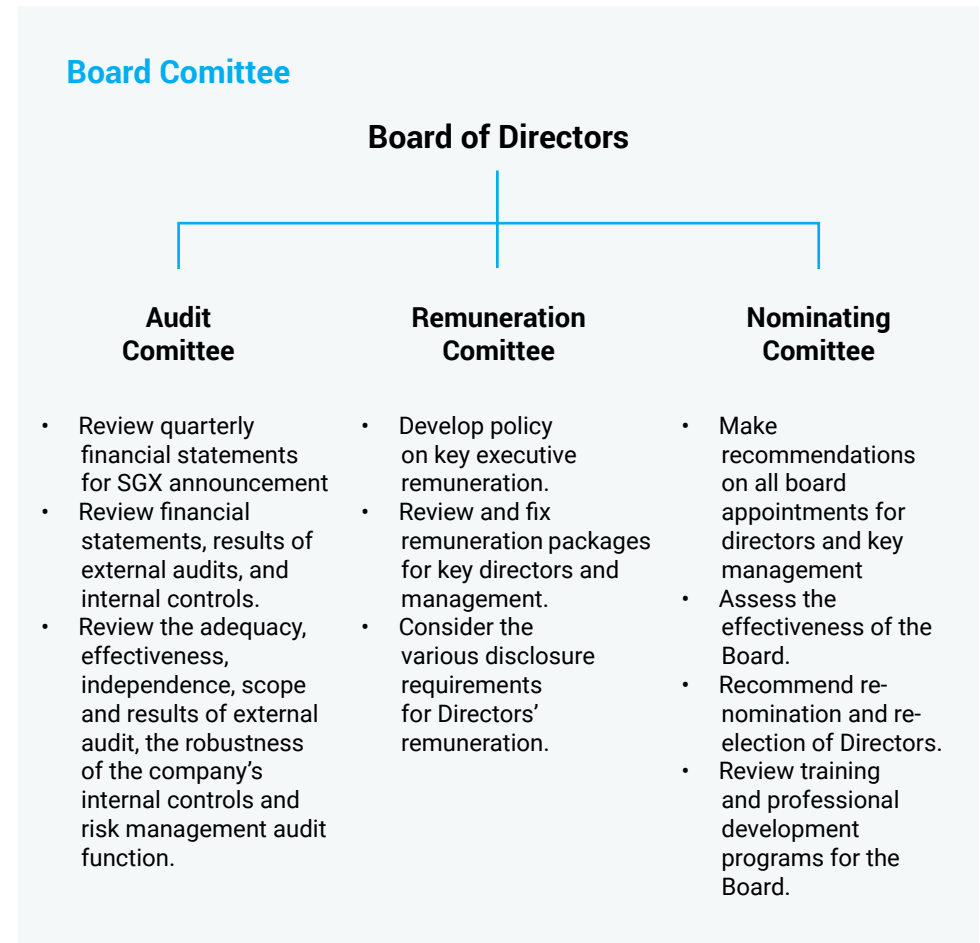 Board Comittee
Board of Directors
Audit
Comittee
• Review quarterly
financial statements
for SGX announcement
• Review financial
statements, results of
external audits, and
internal controls.
• Review the adequacy,
effectiveness,
independence, scope
and results of external
audit, the robustness
of the company’s
internal controls and
risk management audit
function.
Remuneration
Comittee
• Develop policy
on key executive
remuneration.
• Review and fix
remuneration packages
for key directors and
management.
• Consider the
various disclosure
requirements
for Directors’
remuneration.
Nominating
Comittee
• Make
recommendations
on all board
appointments for
directors and key
management
• Assess the
effectiveness of the
Board.
• Recommend re-
nomination and re-
election of Directors.
• Review training
and professional
development
programs for the
Board.